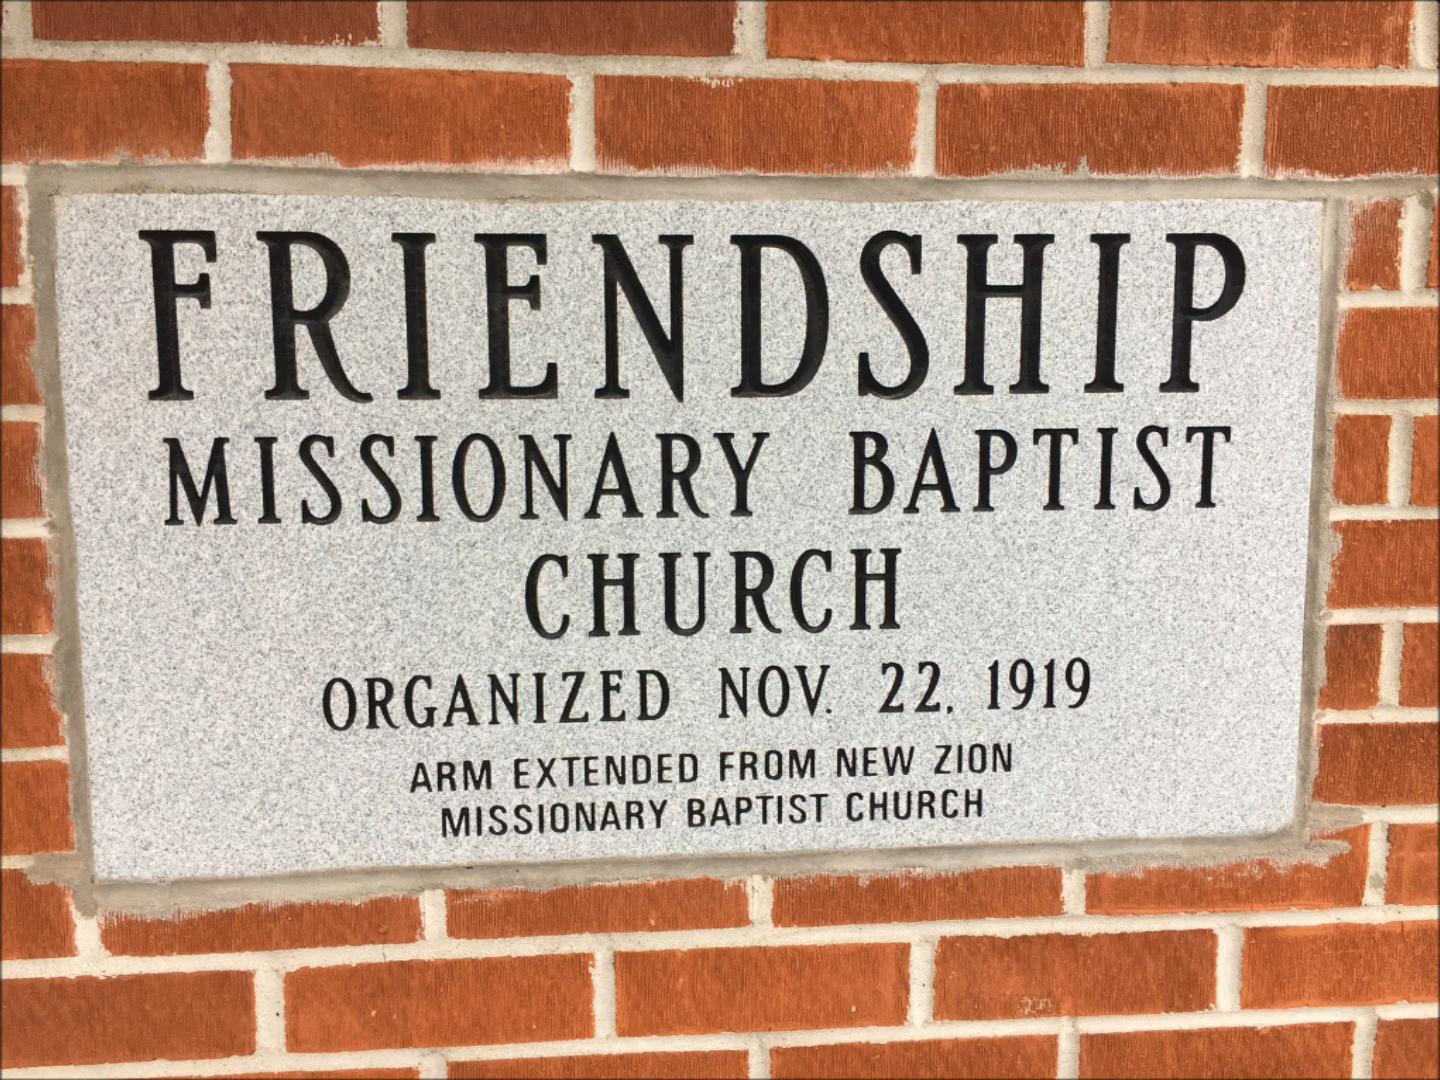 FRIENDSHIP
MISSIONARY BAPTIST
CHURCH
ORGANIZED NOV. 22, 1919
ARM EXTENDED FROM NEW ZION
MISSIONARY BAPTIST CHURCH